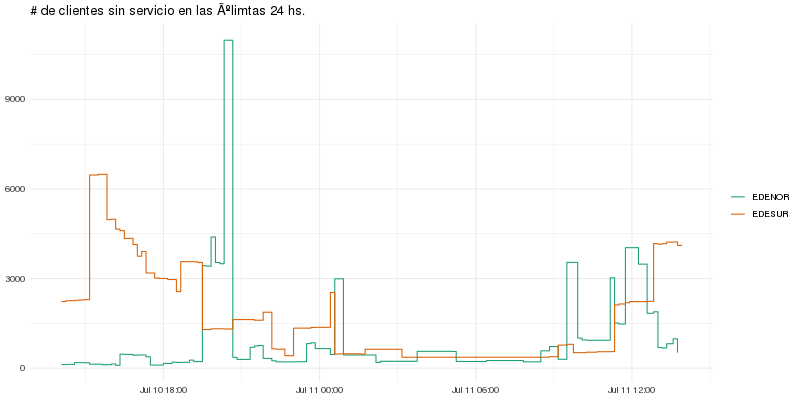 # de clientes sin servicio en las Ãºlimtas 24 hs.
9000
6000
3000
0
Jul 10 18:00
Jul 11 00:00
Jul 11 06:00
Jul 11 12:00
EDENOR
EDESUR